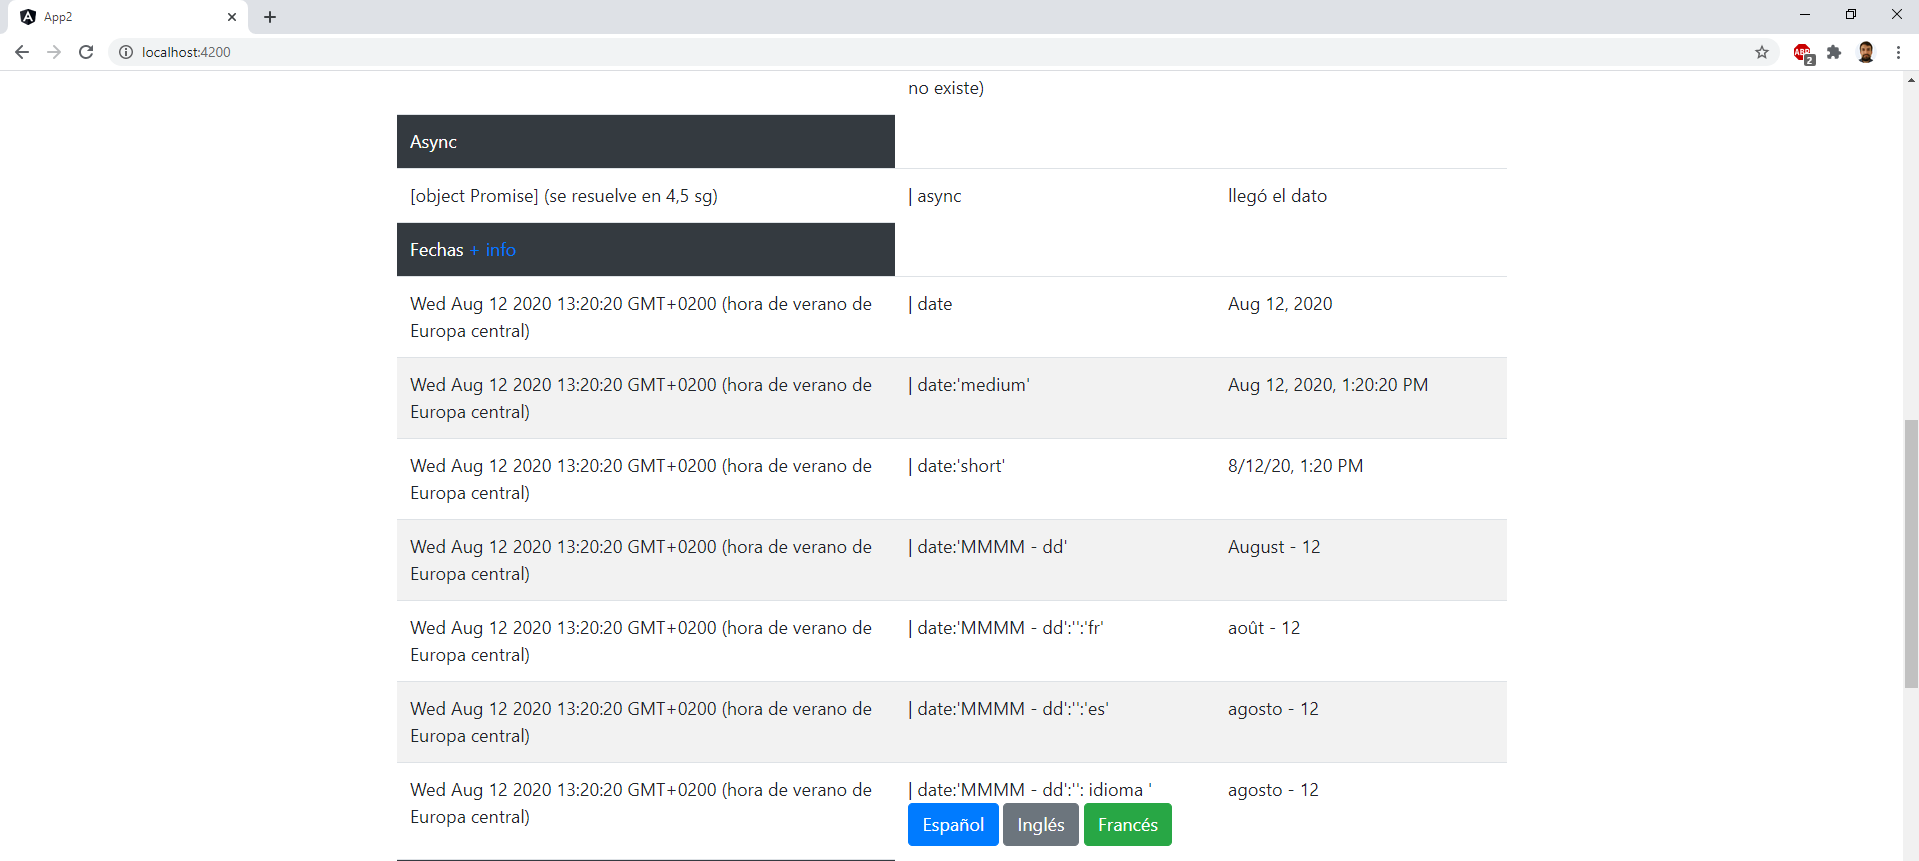 App2
localhost:4200
ABP
2
no existe)
Async
[object Promise] (se resuelve en 4,5 sg)
| async
llegó el dato
Fechas + info
Wed Aug 12 2020 13:20:20 GMT+0200 (hora de verano de
Europa central)
| date
Aug 12, 2020
Wed Aug 12 2020 13:20:20 GMT+0200 (hora de verano de
Europa central)
| date:'medium'
Aug 12, 2020, 1:20:20 PM
Wed Aug 12 2020 13:20:20 GMT+0200 (hora de verano de
Europa central)
| date:'short'
8/12/20, 1:20 PM
Wed Aug 12 2020 13:20:20 GMT+0200 (hora de verano de
Europa central)
| date:'MMMM - dd'
August - 12
Wed Aug 12 2020 13:20:20 GMT+0200 (hora de verano de
Europa central)
| date:'MMMM - dd':'':'fr'
août - 12
Wed Aug 12 2020 13:20:20 GMT+0200 (hora de verano de
Europa central)
| date:'MMMM - dd':'':'es'
agosto - 12
Wed Aug 12 2020 13:20:20 GMT+0200 (hora de verano de
Europa central)
| date:'MMMM - dd':'': idioma '
Español Inglés Francés
agosto - 12